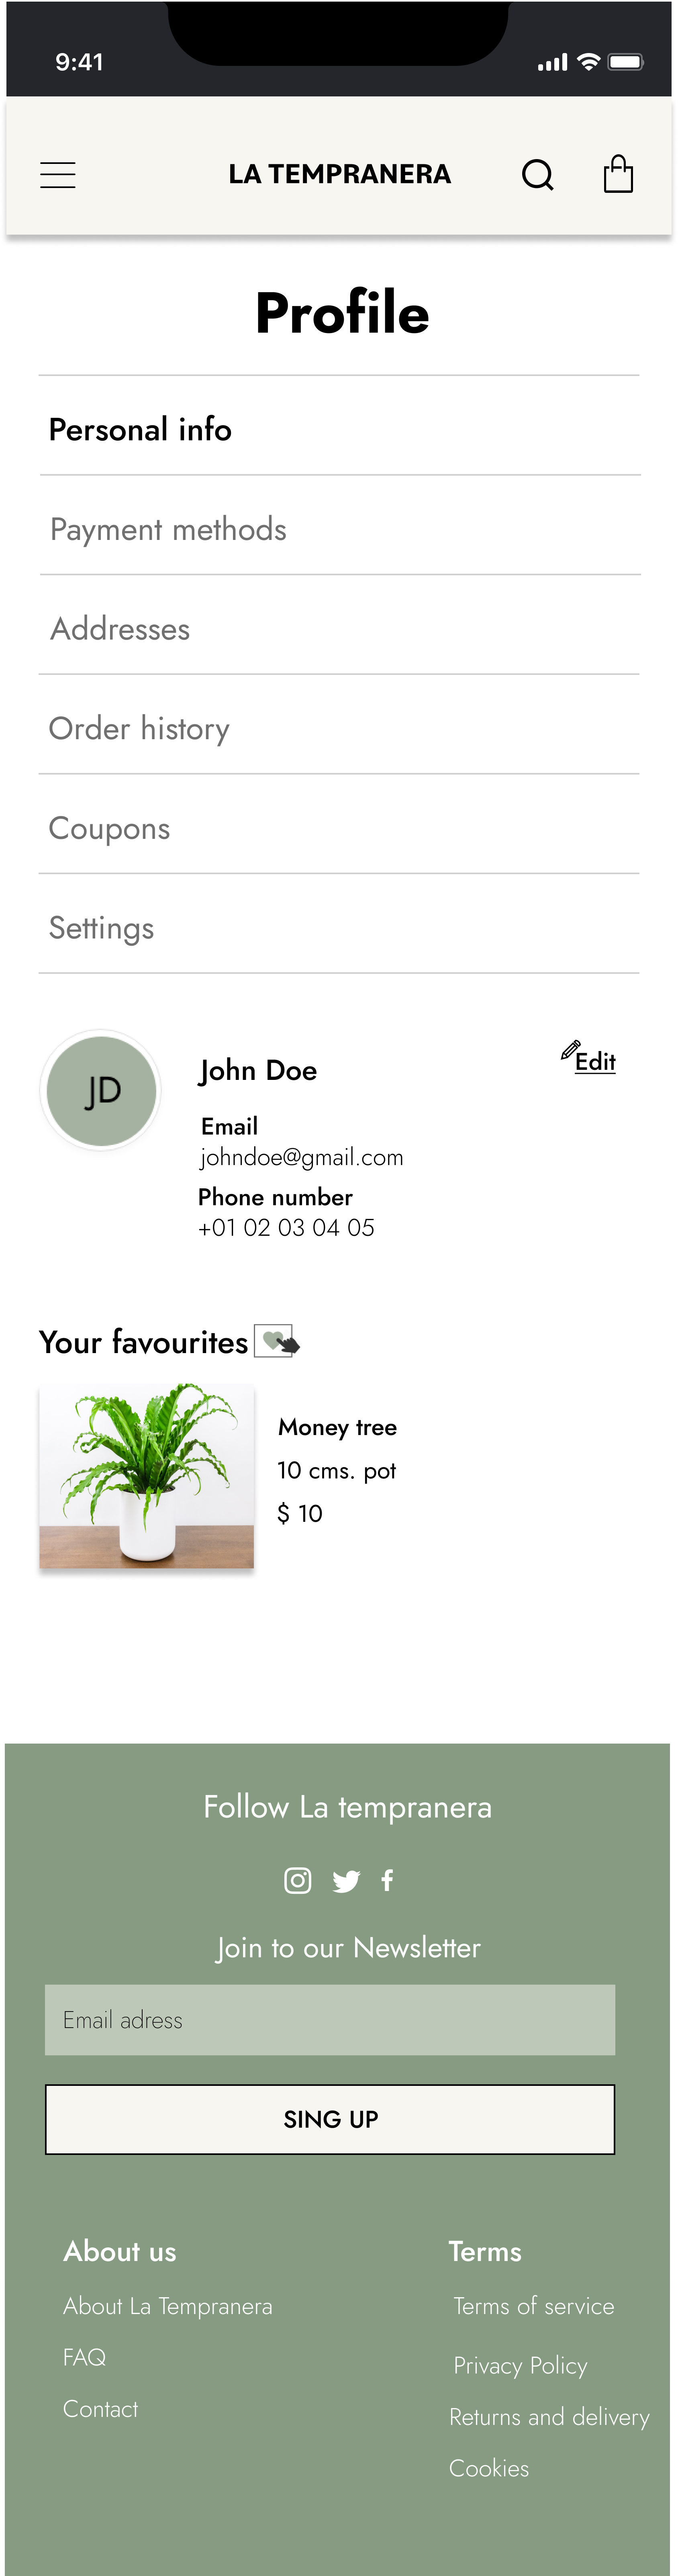 9:41
LA TEMPRANERA
Profile
Personal info
Payment methods
Addresses
Order history
Coupons
Settings
JD
John Doe
Edit
Email
johndoe@gmail.com
Phone number
+01 02 03 04 05
Your favourites
Money tree
10 cms. pot
$ 10
Follow La tempranera
Join to our Newsletter
Email adress
SING UP
About us
About La Tempranera
FAQ
Contact
Terms
Terms of service
Privacy Policy
Returns and delivery
Cookies